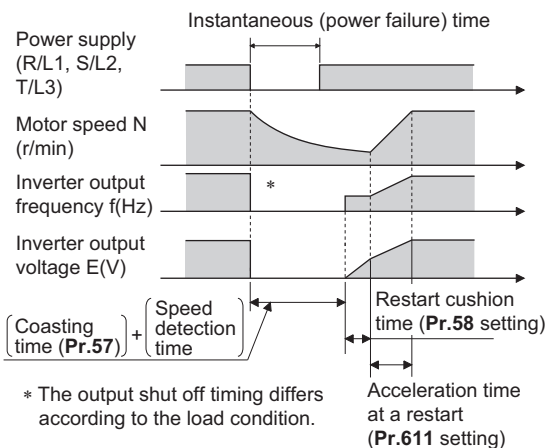 Instantaneous (power failure) time
Power supply
(R/L1, S/L2,
T/L3)
Motor speed N
(r/min)
Inverter output
frequency f(Hz)
*
Inverter output
voltage E(V)
Coasting
time (Pr.57)
+
Speed
detection
time
Restart cushion
time (Pr.58 setting)
* The output shut off timing differs
according to the load condition.
Acceleration time
at a restart
(Pr.611 setting)